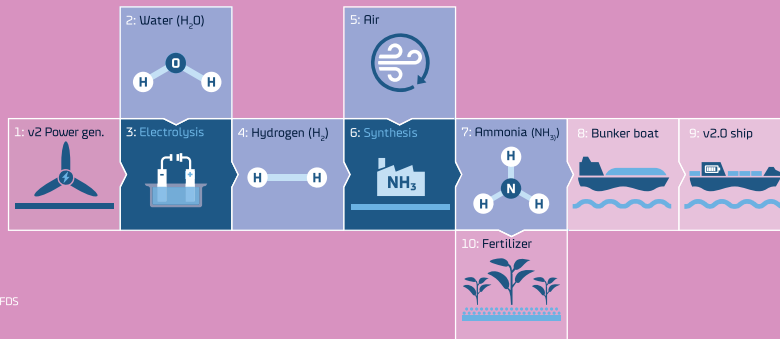 2: Water (H₂O)
O
H H
5: Air
1: v2 Power gen.
3: Electrolysis
4: Hydrogen (H₂)
H H
6: Synthesis
NH₃
7: Ammonia (NH₃))
H
N
H H
8: Bunker boat
9: v2.0 ship
10: Fertilizer
FDS